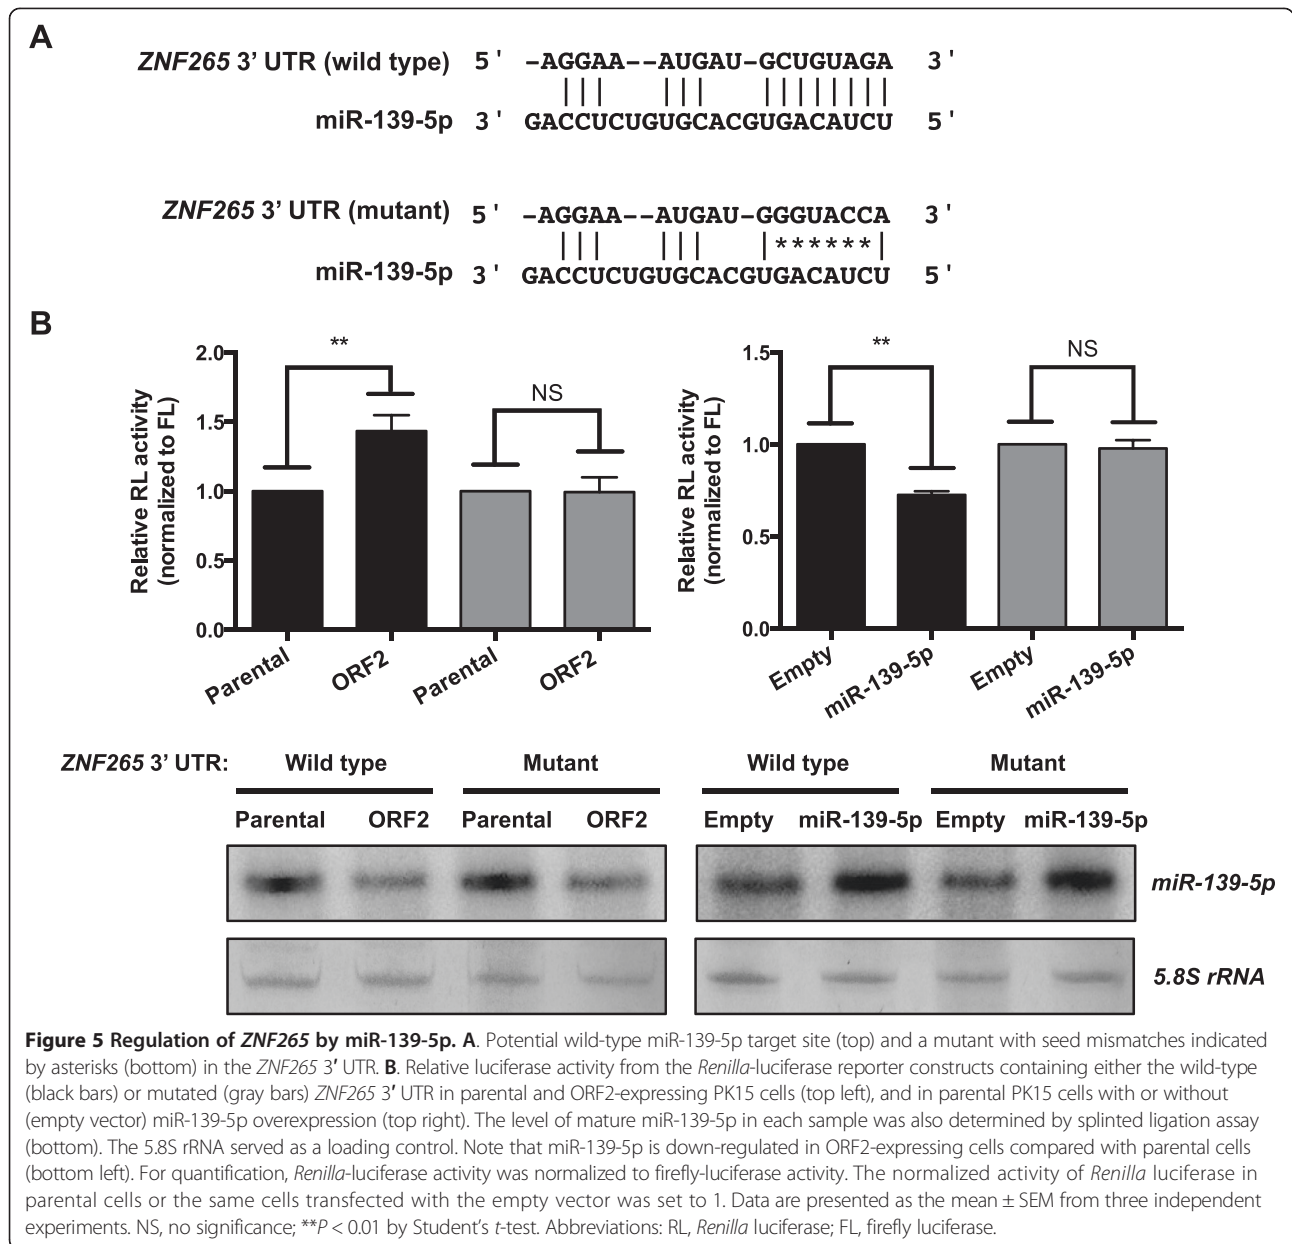 A
ZNF265 3' UTR (wild type) 5' -AGGAA--AUGAU-GCUGUAGA 3'
miR-139-5p 3' GACCUCUGUGCACGUGACAUCU 5'
ZNF265 3' UTR (mutant) 5' -AGGAA--AUGAU-GGGUACCA 3'
|||  |||  |******|
miR-139-5p 3' GACCUCUGUGCACGUGACAUCU 5'
B
Relative RL activity
(normalized to FL)
2.0
1.5
1.0
0.5
0.0
**
NS
Parental
ORF2
Parental
ORF2
Relative RL activity
(normalized to FL)
1.5
1.0
0.5
0.0
**
NS
Empty
miR-139-5p
Empty
miR-139-5p
ZNF265 3' UTR: Wild type Mutant Wild type Mutant
Parental ORF2 Parental ORF2 Empty miR-139-5p Empty miR-139-5p
miR-139-5p
5.8S rRNA
Figure 5 Regulation of ZNF265 by miR-139-5p. A. Potential wild-type miR-139-5p target site (top) and a mutant with seed mismatches indicated
by asterisks (bottom) in the ZNF265 3′ UTR. B. Relative luciferase activity from the Renilla-luciferase reporter constructs containing either the wild-type
(black bars) or mutated (gray bars) ZNF265 3′ UTR in parental and ORF2-expressing PK15 cells (top left), and in parental PK15 cells with or without
(empty vector) miR-139-5p overexpression (top right). The level of mature miR-139-5p in each sample was also determined by splinted ligation assay
(bottom). The 5.8S rRNA served as a loading control. Note that miR-139-5p is down-regulated in ORF2-expressing cells compared with parental cells
(bottom left). For quantification, Renilla-luciferase activity was normalized to firefly-luciferase activity. The normalized activity of Renilla luciferase in
parental cells or the same cells transfected with the empty vector was set to 1. Data are presented as the mean ± SEM from three independent
experiments. NS, no significance; **P < 0.01 by Student's t-test. Abbreviations: RL, Renilla luciferase; FL, firefly luciferase.